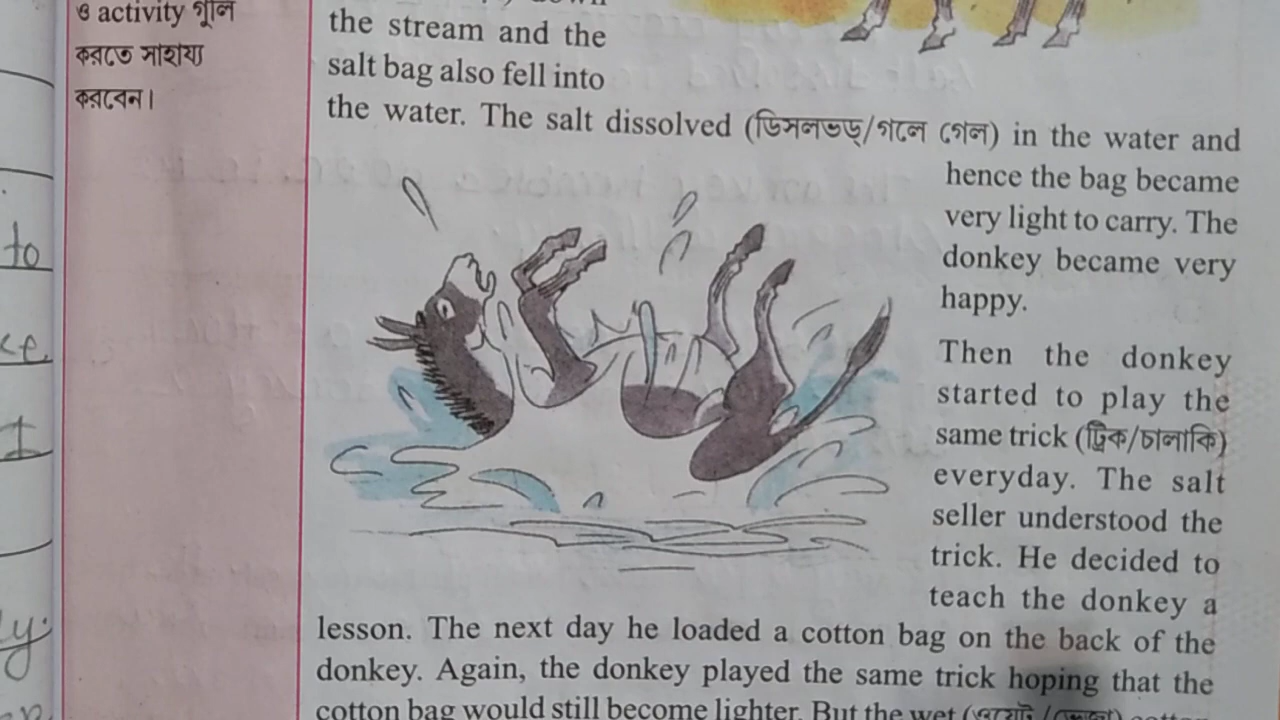 ও activity গুলি
করতে সাহায্য
করবেন।
the stream and the
salt bag also fell into
the water. The salt dissolved (ডিসলভড্/গলে গেল) in the water and
hence the bag became
very light to carry. The
donkey became very
happy.
Then the donkey
started to play the
same trick (ট্রিক/চালাকি)
everyday. The salt
seller understood the
trick. He decided to
teach the donkey a
lesson. The next day he loaded a cotton bag on the back of the
donkey. Again, the donkey played the same trick hoping that the
cotton bag would still become lighter. But the wet
to
I